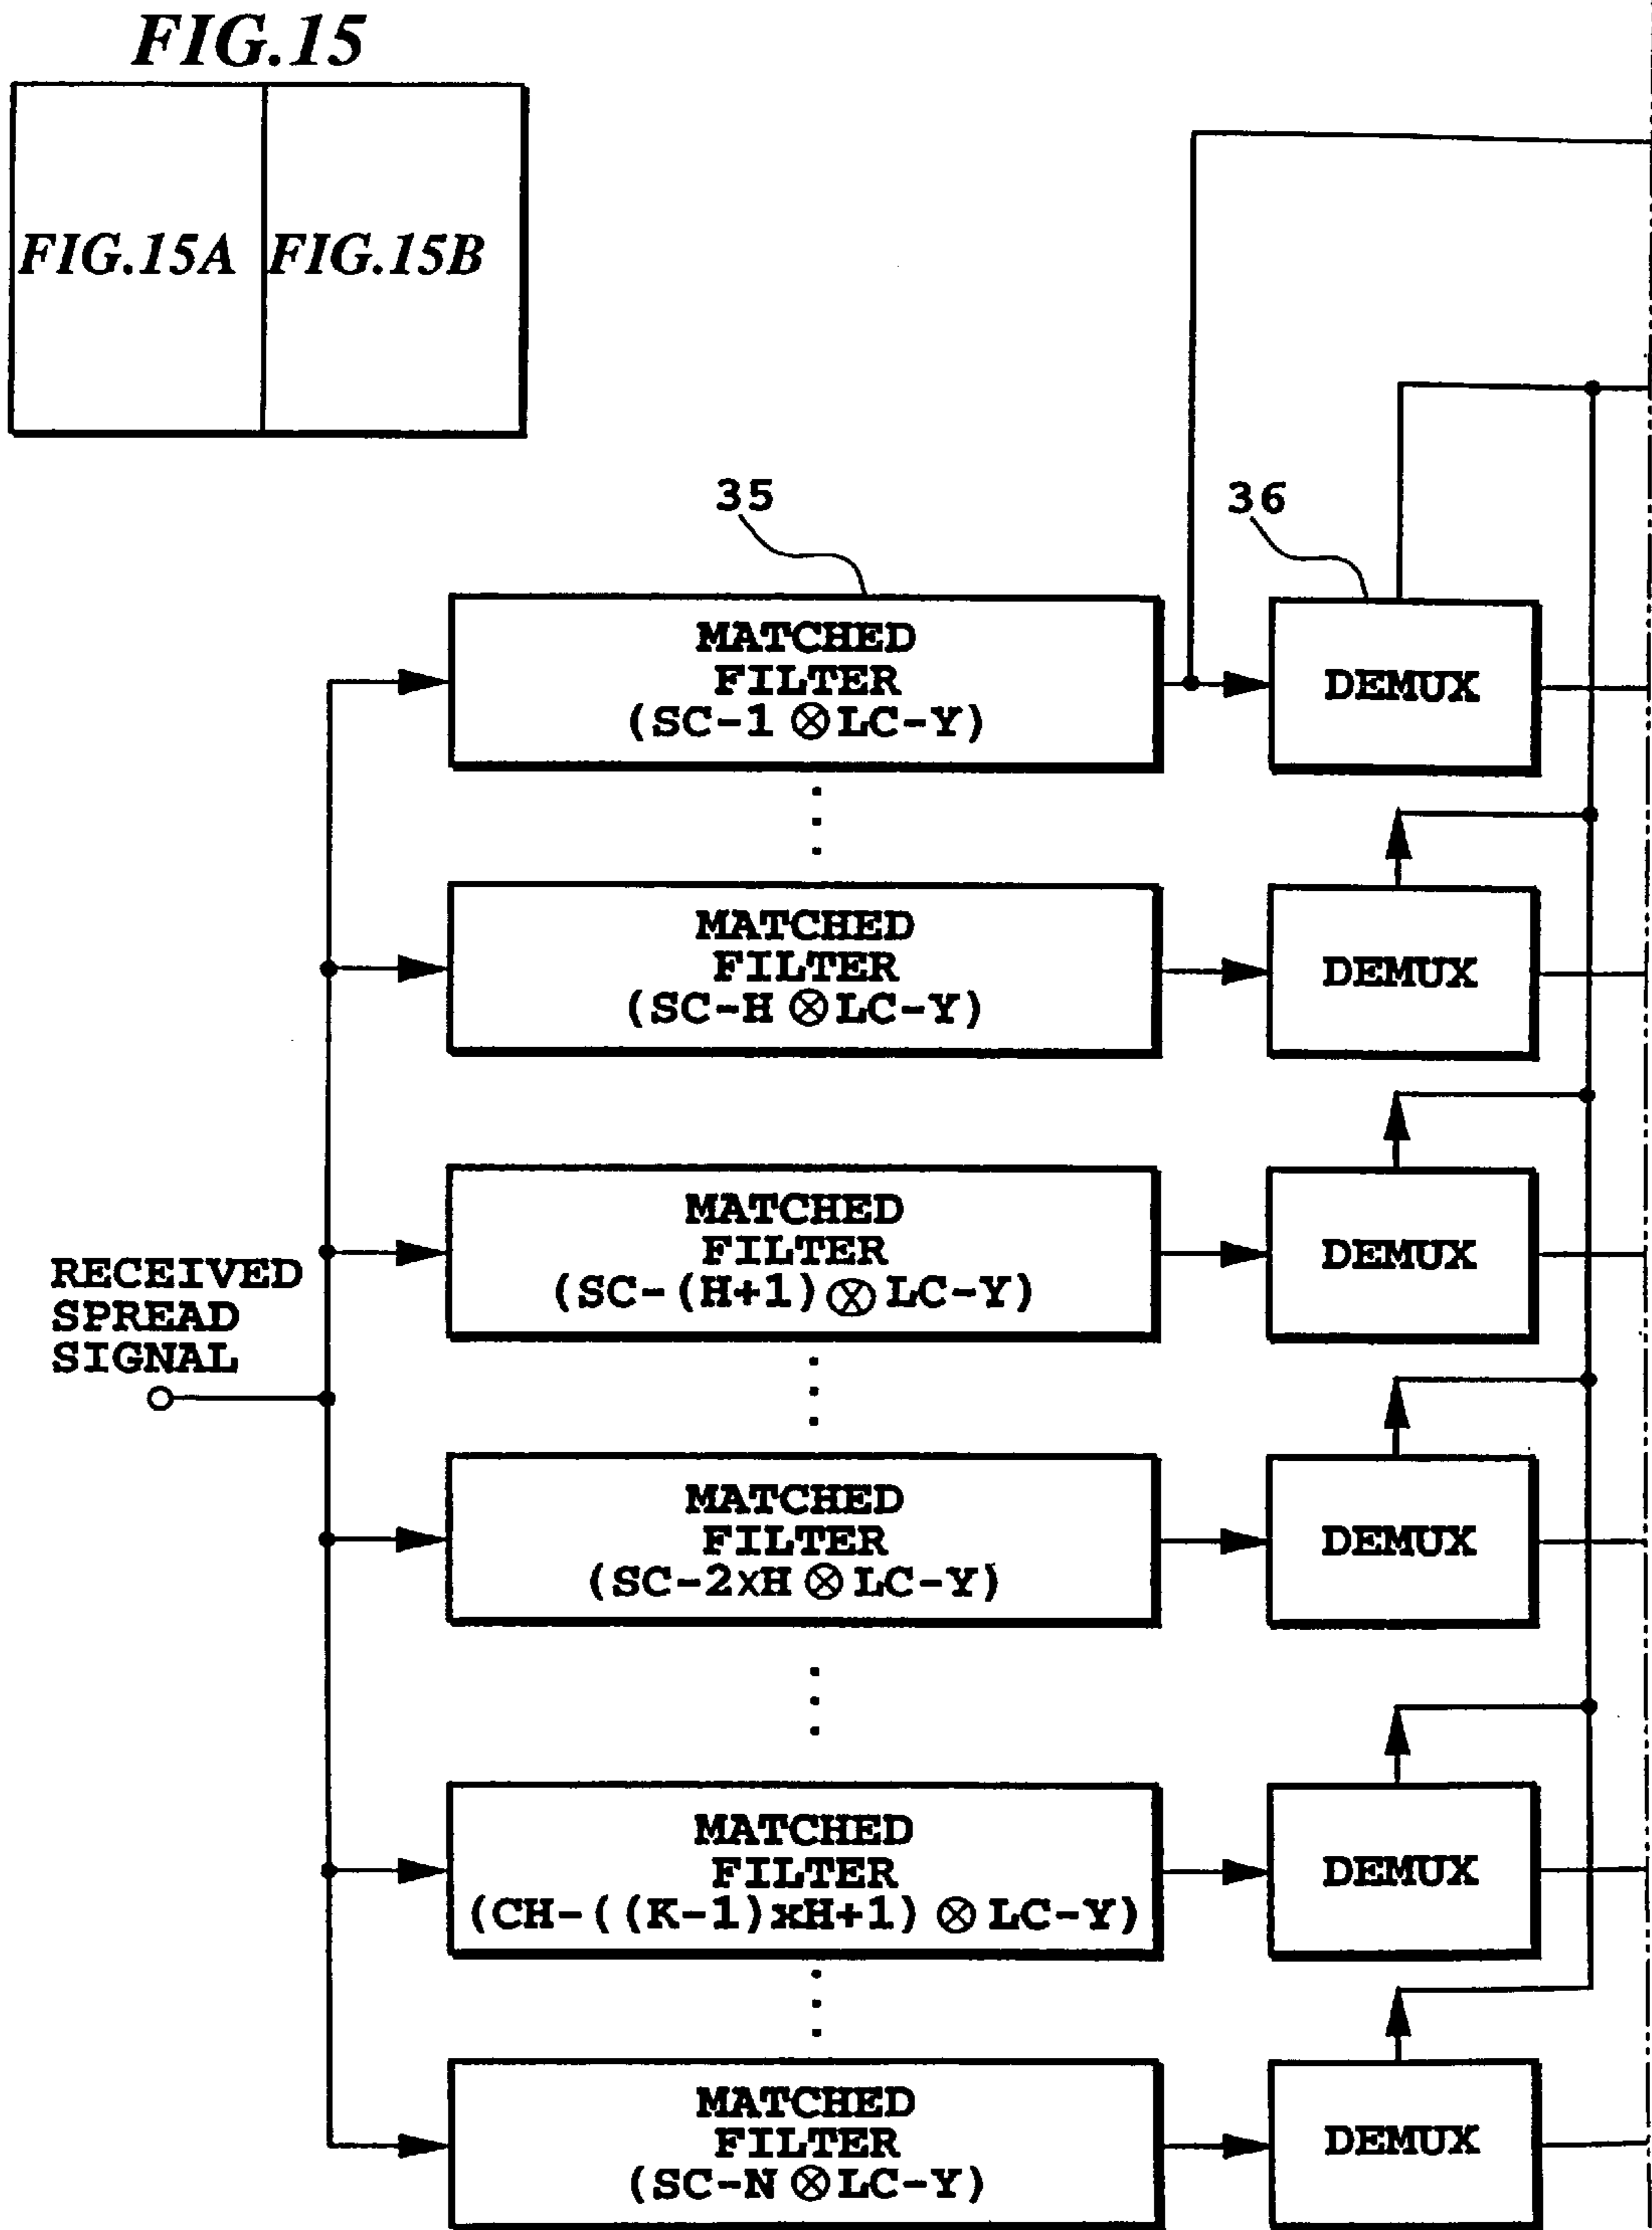 FIG.15
FIG.15A
FIG.15B
35
36
MATCHED
FILTER
(SC-1⊗LC-Y)
DEMUX
MATCHED
FILTER
(SC-H⊗LC-Y)
DEMUX
MATCHED
FILTER
(SC-(H+1)⊗LC-Y)
DEMUX
RECEIVED
SPREAD
SIGNAL
MATCHED
FILTER
(SC-2xH⊗LC-Y)
DEMUX
MATCHED
FILTER
(CH-((K-1)xH+1)⊗LC-Y)
DEMUX
MATCHED
FILTER
(SC-N⊗LC-Y)
DEMUX